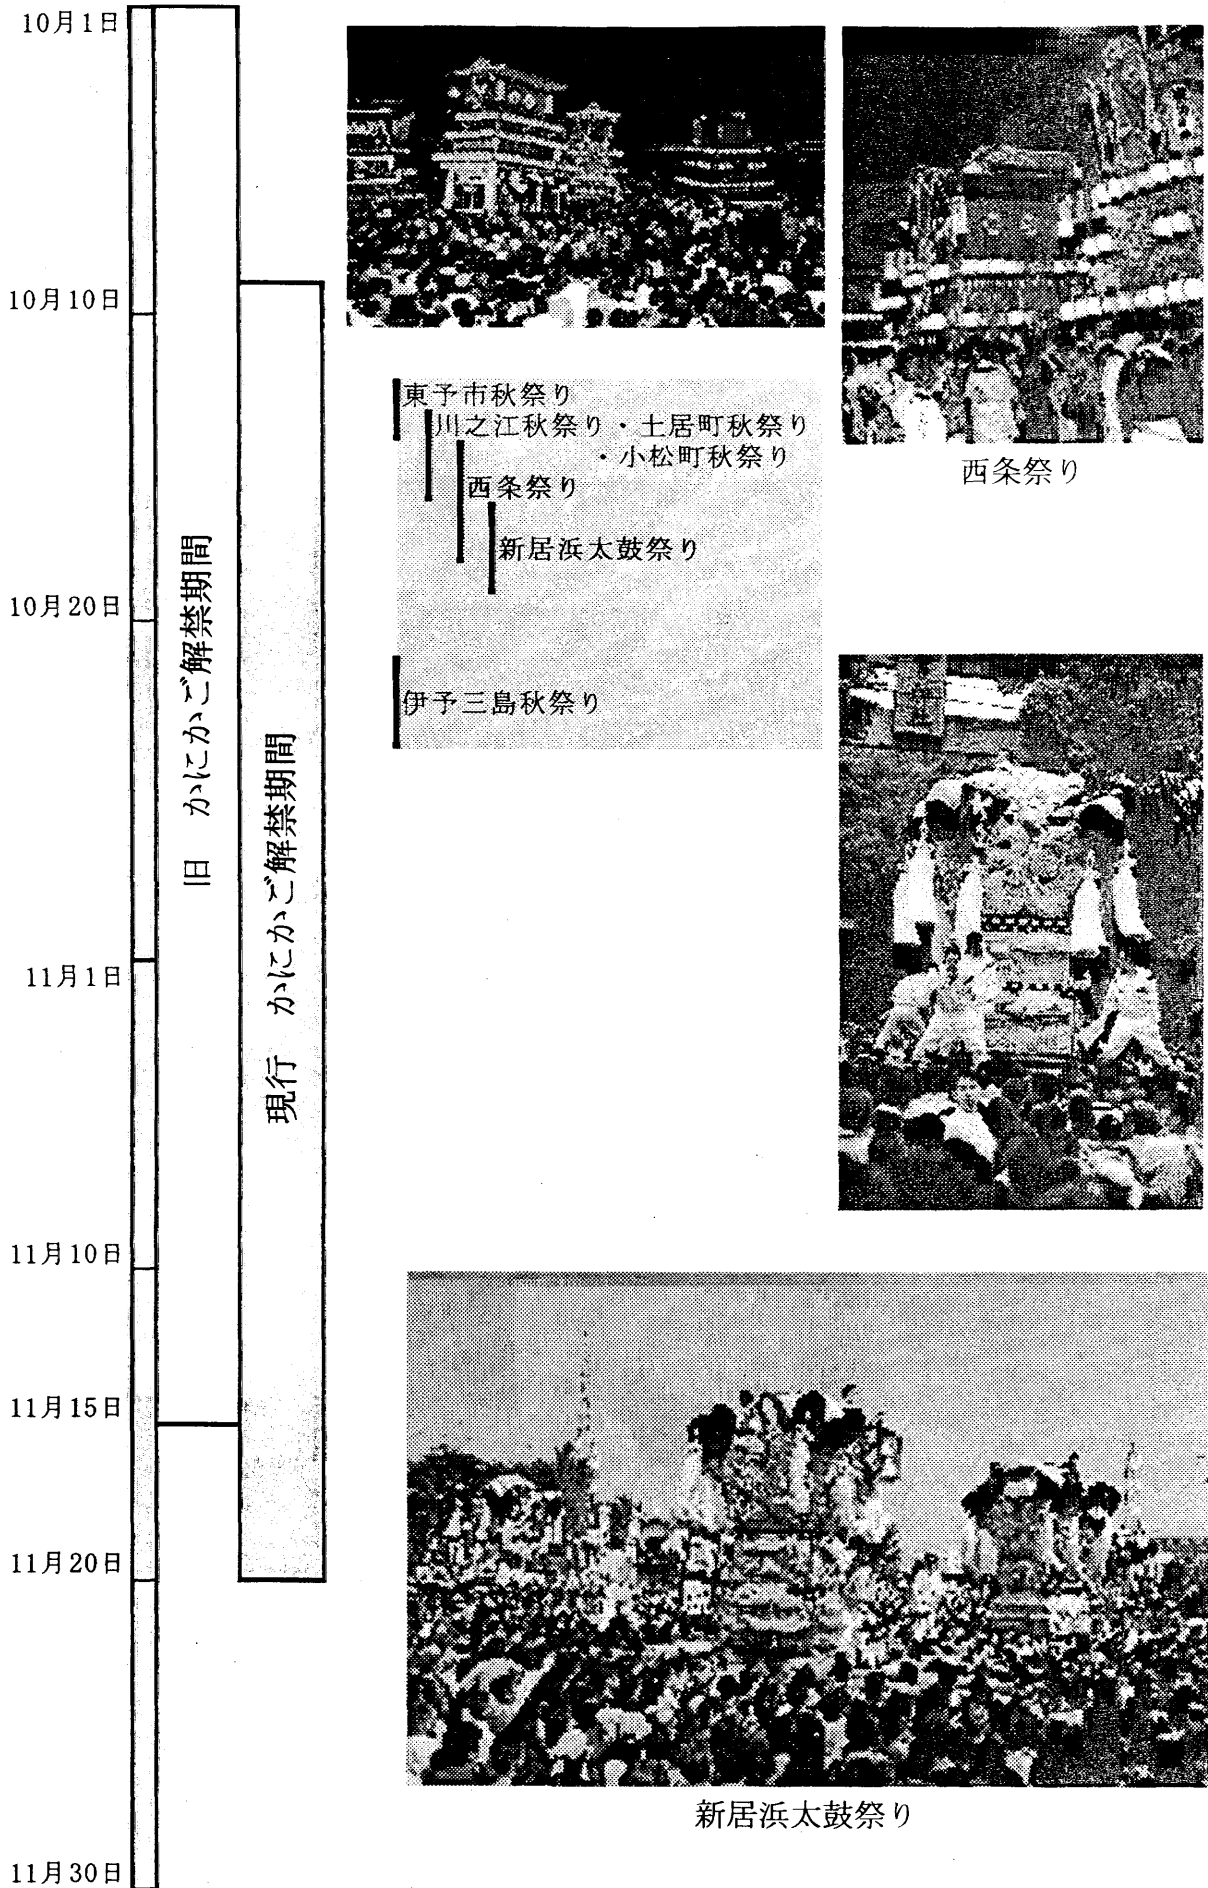 10月1日
10月10日
10月20日
11月1日
11月10日
11月15日
11月20日
11月30日
旧 かにかご解禁期間
現行 かにかご解禁期間
東予市秋祭り
川之江秋祭り・土居町秋祭り
・小松町秋祭り
西条祭り
新居浜太鼓祭り
伊予三島秋祭り
西条祭り
新居浜太鼓祭り